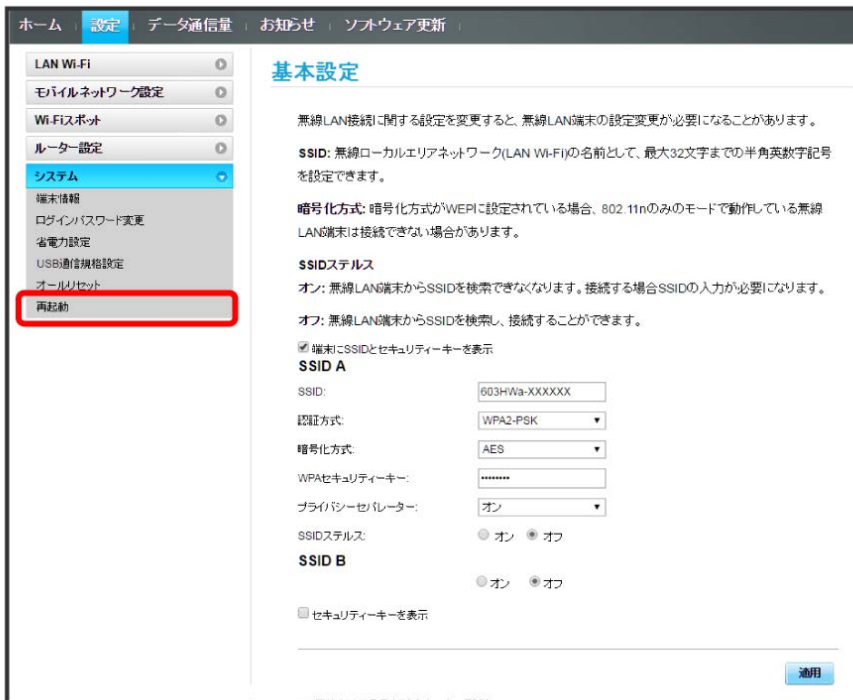 ホーム 設定 データ通信量 お知らせ ソフトウェア更新
LAN Wi-Fi
モバイルネットワーク設定
Wi-Fiスポット
ルーター設定
システム
端末情報
ログインパスワード変更
省電力設定
USB通信規格設定
オールリセット
再起動
基本設定
無線LAN接続に関する設定を変更すると、無線LAN端末の設定変更が必要になることがあります。
SSID: 無線ローカルエリアネットワーク(LAN Wi-Fi)の名前として、最大32文字までの半角英数字記号
を設定できます。
暗号化方式: 暗号化方式がWEPに設定されている場合、802.11nのみのモードで動作している無線
LAN端末は接続できない場合があります。
SSIDステルス
オン: 無線LAN端末からSSIDを検索できなくなります。接続する場合SSIDの入力が必要になります。
オフ: 無線LAN端末からSSIDを検索し、接続することができます。
端末にSSIDとセキュリティーキーを表示
SSID A
SSID: 603HWa-XXXXXX
認証方式: WPA2-PSK
暗号化方式: AES
WPAセキュリティーキー: ••••••••
プライバシーセパレーター: オン
SSIDステルス: オン オフ
SSID B
オン オフ
セキュリティーキーを表示
適用